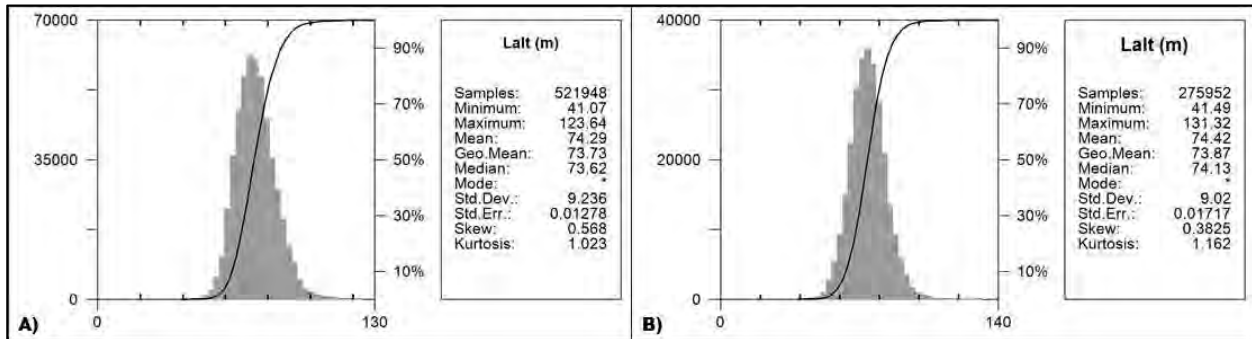 70000
35000
0
90%
70%
50%
30%
10%
0
130
A)
Lalt (m)
Samples: 521948
Minimum: 41.07
Maximum: 123.64
Mean: 74.29
Geo.Mean: 73.73
Median: 73.62
Mode: *
Std.Dev.: 9.236
Std.Err.: 0.01278
Skew: 0.568
Kurtosis: 1.023
40000
20000
0
90%
70%
50%
30%
10%
0
140
B)
Lalt (m)
Samples: 275952
Minimum: 41.49
Maximum: 131.32
Mean: 74.42
Geo.Mean: 73.87
Median: 74.13
Mode: *
Std.Dev.: 9.02
Std.Err.: 0.01717
Skew: 0.3825
Kurtosis: 1.162